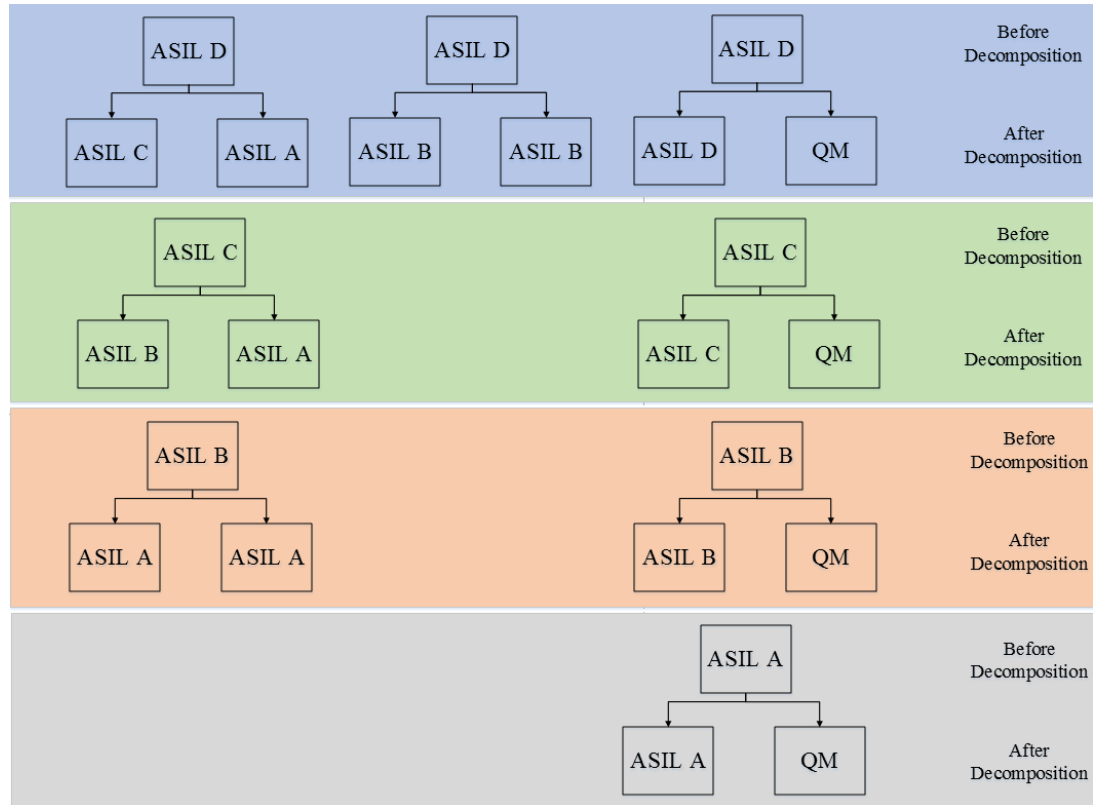 ASIL D
ASIL D
ASIL D
Before
Decomposition
ASIL C
ASIL A
ASIL B
ASIL B
ASIL D
QM
After
Decomposition
ASIL C
ASIL C
Before
Decomposition
ASIL B
ASIL A
ASIL C
QM
After
Decomposition
ASIL B
ASIL B
Before
Decomposition
ASIL A
ASIL A
ASIL B
QM
After
Decomposition
ASIL A
Before
Decomposition
ASIL A
QM
After
Decomposition